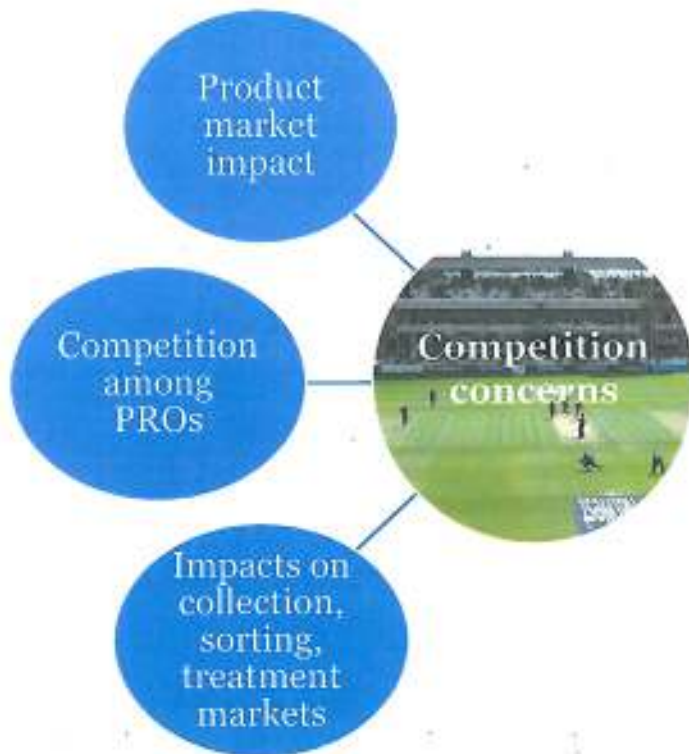 Product
market
impact
Competition
among
PROs
Competition
concerns
Impacts on
collection,
sorting,
treatment
markets